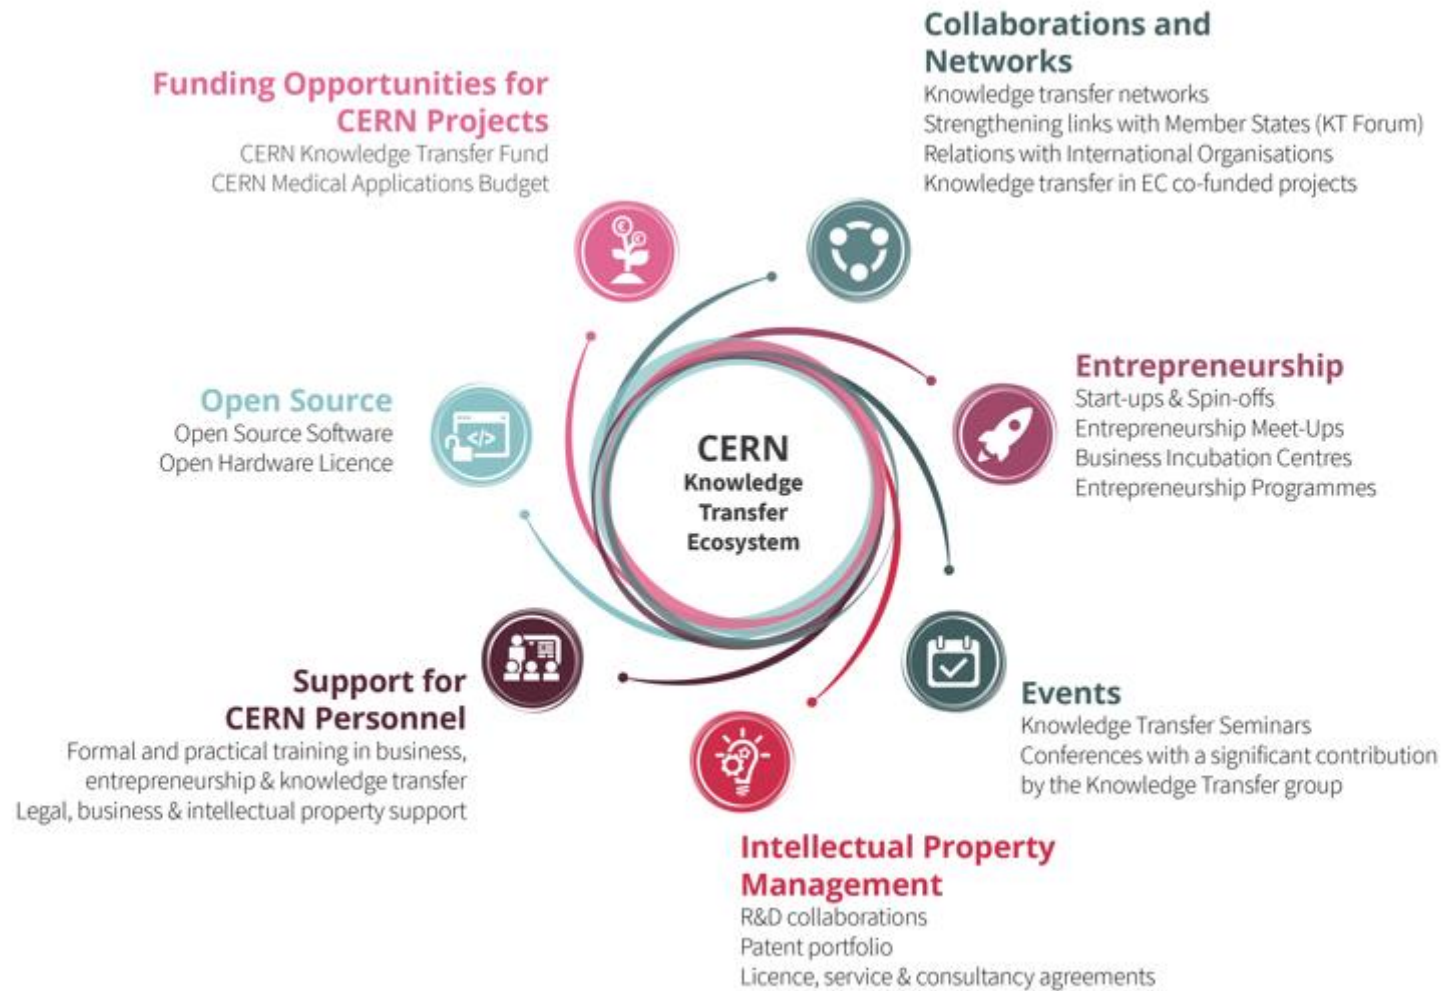 Collaborations and
Networks
Knowledge transfer networks
Strengthening links with Member States (KT Forum)
Relations with International Organisations
Knowledge transfer in EC co-funded projects
Funding Opportunities for
CERN Projects
CERN Knowledge Transfer Fund
CERN Medical Applications Budget
Entrepreneurship
Start-ups & Spin-offs
Entrepreneurship Meet-Ups
Business Incubation Centres
Entrepreneurship Programmes
Open Source
Open Source Software
Open Hardware Licence
</>
CERN
Knowledge
Transfer
Ecosystem
Support for
CERN Personnel
Formal and practical training in business,
entrepreneurship & knowledge transfer
Legal, business & intellectual property support
Events
Knowledge Transfer Seminars
Conferences with a significant contribution
by the Knowledge Transfer group
Intellectual Property
Management
R&D collaborations
Patent portfolio
Licence, service & consultancy agreements